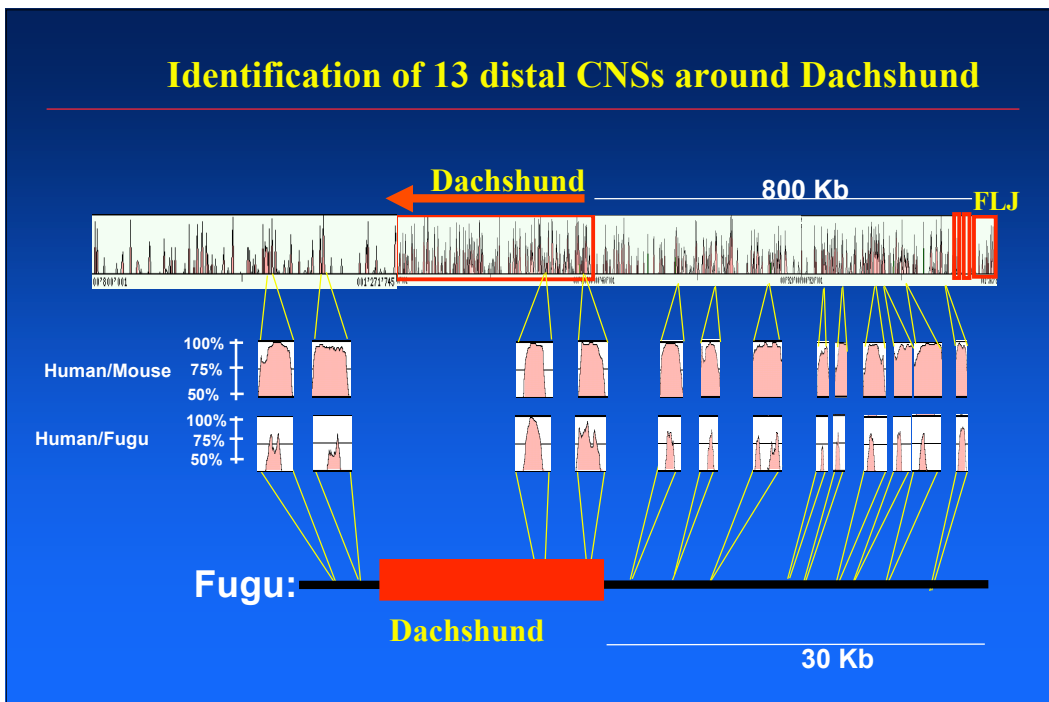 Identification of 13 distal CNSs around Dachshund
Dachshund
800 Kb
FLJ
Human/Mouse
100%
75%
50%
Human/Fugu
100%
75%
50%
Fugu:
Dachshund
30 Kb